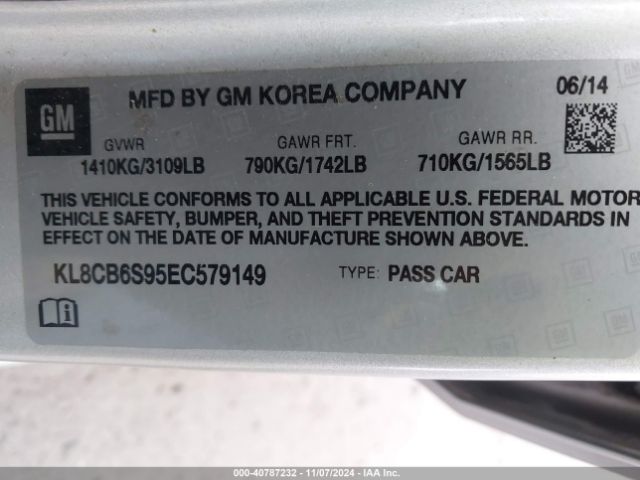 GM MFD BY GM KOREA COMPANY 06/14
GVWR GAWR FRT. GAWR RR.
1410KG/3109LB 790KG/1742LB 710KG/1565LB
THIS VEHICLE CONFORMS TO ALL APPLICABLE U.S. FEDERAL MOTOR
VEHICLE SAFETY, BUMPER, AND THEFT PREVENTION STANDARDS IN
EFFECT ON THE DATE OF MANUFACTURE SHOWN ABOVE.
KL8CB6S95EC579149 TYPE: PASS CAR
© - 40787232 - 11/07/2024 - IAA Inc.